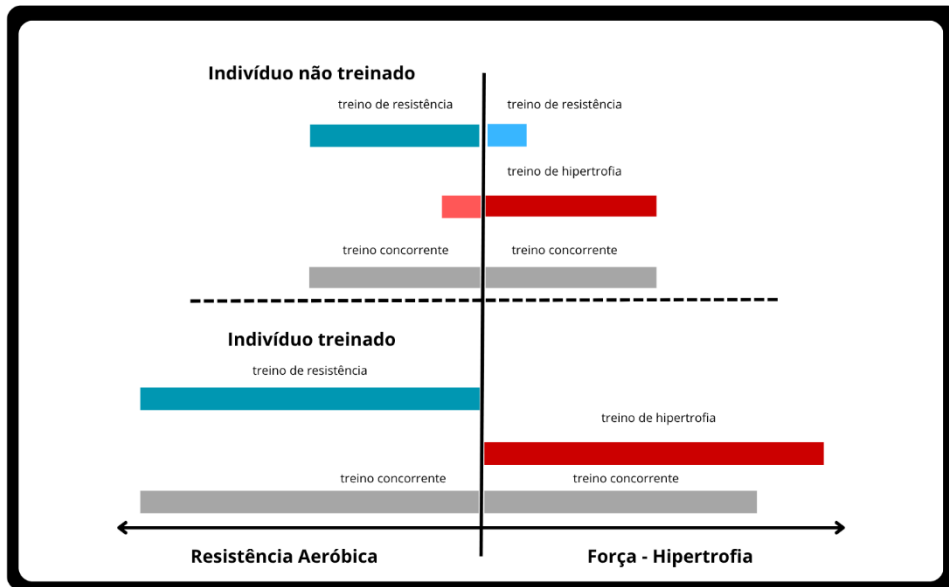 Indivíduo não treinado
treino de resistência
treino de resistência
treino de hipertrofia
treino concorrente
treino concorrente
Indivíduo treinado
treino de resistência
treino de hipertrofia
treino concorrente
treino concorrente
Resistência Aeróbica
Força - Hipertrofia